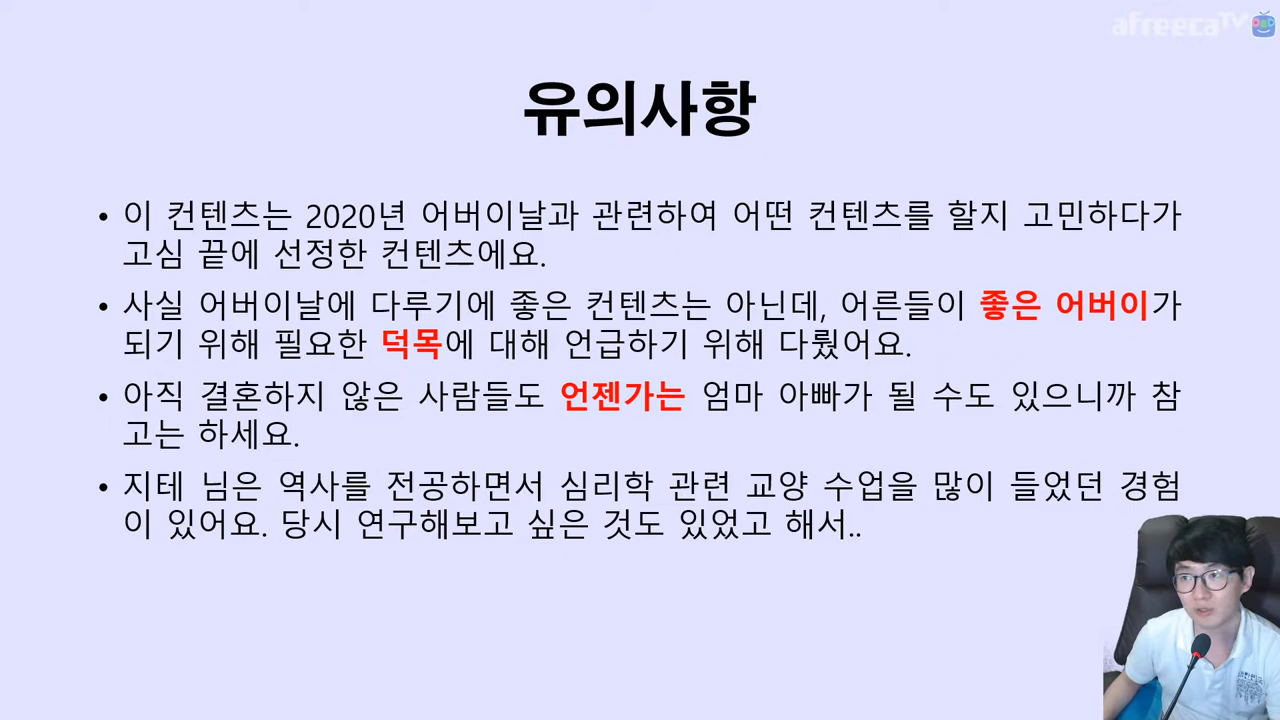 afreecaTV
유의사항
• 이 컨텐츠는 2020년 어버이날과 관련하여 어떤 컨텐츠를 할지 고민하다가
고심 끝에 선정한 컨텐츠에요.
• 사실 어버이날에 다루기에 좋은 컨텐츠는 아닌데, 어른들이 좋은 어버이가
되기 위해 필요한 덕목에 대해 언급하기 위해 다뤘어요.
• 아직 결혼하지 않은 사람들도 언젠가는 엄마 아빠가 될 수도 있으니까 참
고는 하세요.
• 지테 님은 역사를 전공하면서 심리학 관련 교양 수업을 많이 들었던 경험
이 있어요. 당시 연구해보고 싶은 것도 있었고 해서..